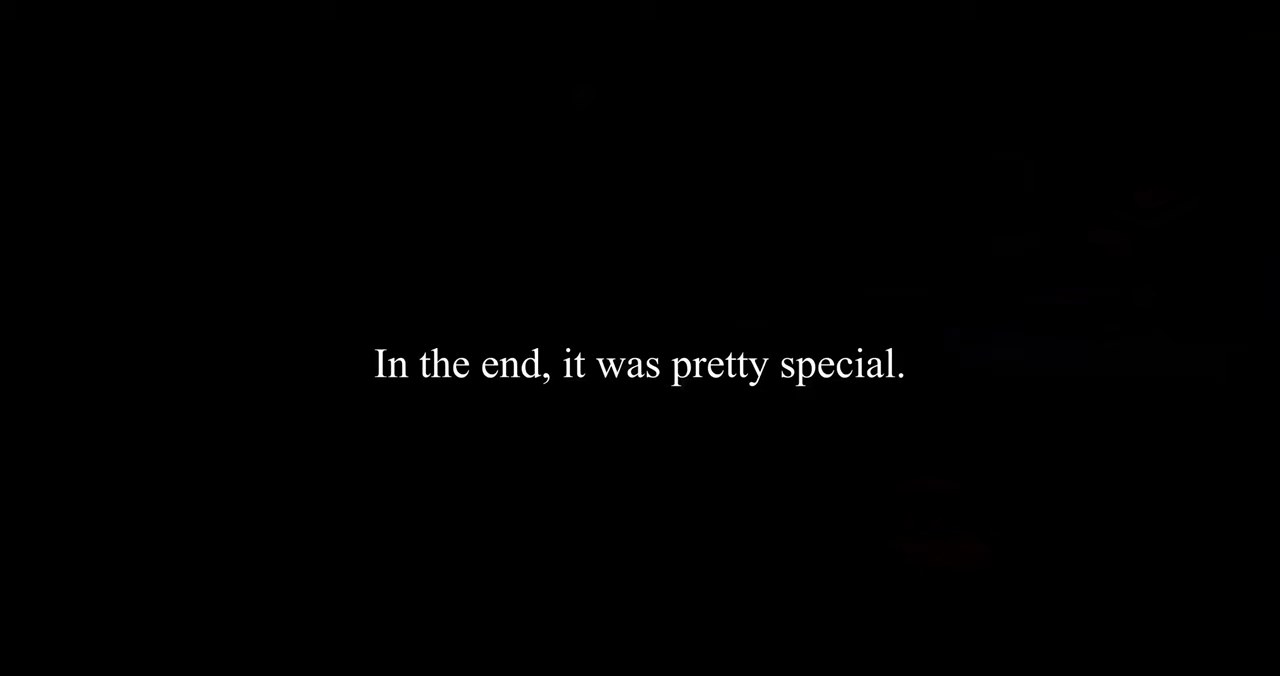 In the end, it was pretty special.